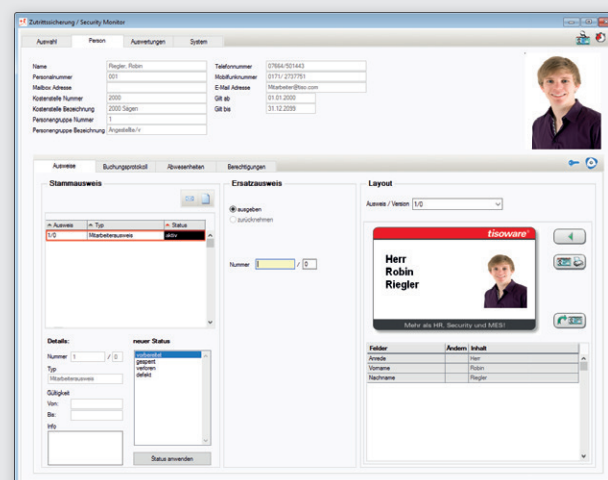 Zutrittssicherung / Security Monitor
Auswahl Person Auswertungen System
Name Riegler, Robin Telefonnummer 07664/501443
Personalnummer 001 Mobilfunknummer 0171/ 2737751
Mailbox Adresse E-Mail Adresse Mitarbeiter@tiso.com
Kostenstelle Nummer 2000 Gilt ab 01.01.2000
Kostenstelle Bezeichnung 2000 Sägen Gilt bis 31.12.2099
Personengruppe Nummer 1
Personengruppe Bezeichnung Angestellte/r
Ausweise Buchungsprotokoll Abwesenheiten Berechtigungen
Stammausweis Ersatzausweis Layout
Ausweis / Version 1/0
ausgeben
zurücknehmen
Ausweis Typ Status
1/0 Mitarbeiterausweis aktiv
Nummer / 0
tisoware
Herr
Robin
Riegler
Mehr als HR, Security und MES!
Details: neuer Status
Nummer 1 / 0
vorbereitet
gesperrt
verloren
defekt
Typ
Mitarbeiterausweis
Gültigkeit
Von:
Bis:
Info
Status anwenden
Felder Ändern Inhalt
Anrede Herr
Vorname Robin
Nachname Riegler